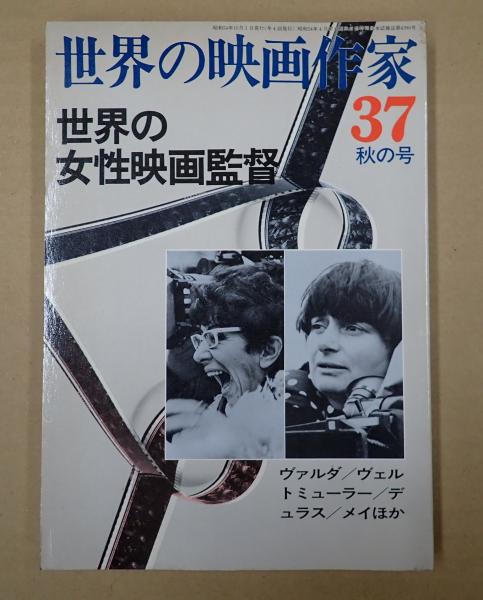 世界の映画作家
37
秋の号
世界の
女性映画監督
ヴァルダ／ヴェル
トミューラー／デ
ュラス／メイほか